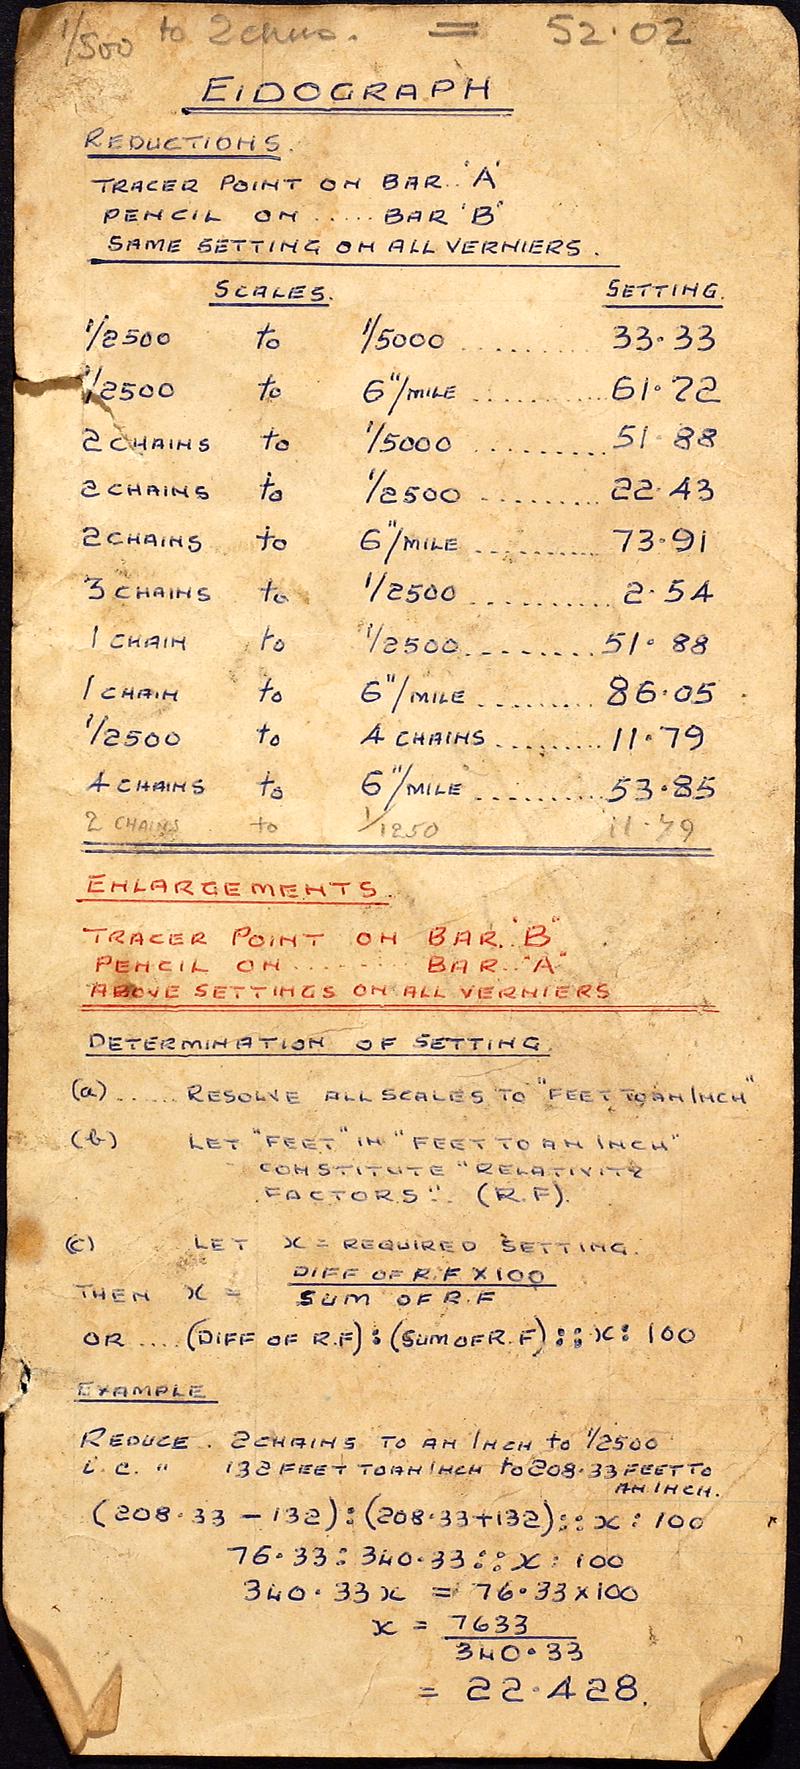 1/500 to 2 chns. = 52.02
EIDOGRAPH
REDUCTIONS.
TRACER POINT ON BAR.. 'A'
PENCIL ON ..... BAR 'B'
SAME SETTING ON ALL VERNIERS.
SCALES. SETTING.
1/2500 to 1/5000 ....... 33.33
1/2500 to 6"/MILE ........ 61.72
2 CHAINS to 1/5000 ........ 51.88
2 CHAINS to 1/2500 ........ 22.43
2 CHAINS to 6"/MILE ........ 73.91
3 CHAINS to 1/2500 ........ 2.54
1 CHAIN to 1/2500 ........ 51.88
1 CHAIN to 6"/MILE ........ 86.05
1/2500 to 4 CHAINS ........ 11.79
4 CHAINS to 6"/MILE ........ 53.85
2 CHAINS to 1/1250 11.79
ENLARGEMENTS.
TRACER POINT ON BAR. "B"
PENCIL ON ....... BAR "A"
ABOVE SETTINGS ON ALL VERNIERS
DETERMINATION OF SETTING.
(a) ..... RESOLVE ALL SCALES TO "FEET TO AN INCH"
(b) LET "FEET" IN "FEET TO AN INCH"
CONSTITUTE "RELATIVITY
FACTORS". (R.F).
(c) LET x = REQUIRED SETTING.
DIFF OF R.F X 100
THEN x =
SUM OF R.F
OR .... (DIFF OF R.F) : (SUM OF R.F) :: x : 100
EXAMPLE
REDUCE. 2 CHAINS TO AN INCH to 1/2500
i.e. " 132 FEET TO AN INCH to 208.33 FEET TO
AN INCH.
(208.33 - 132) : (208.33+132) :: x : 100
76.33 : 340.33 :: x : 100
340.33x = 76.33 x 100
x = 7633
340.33
= 22.428.